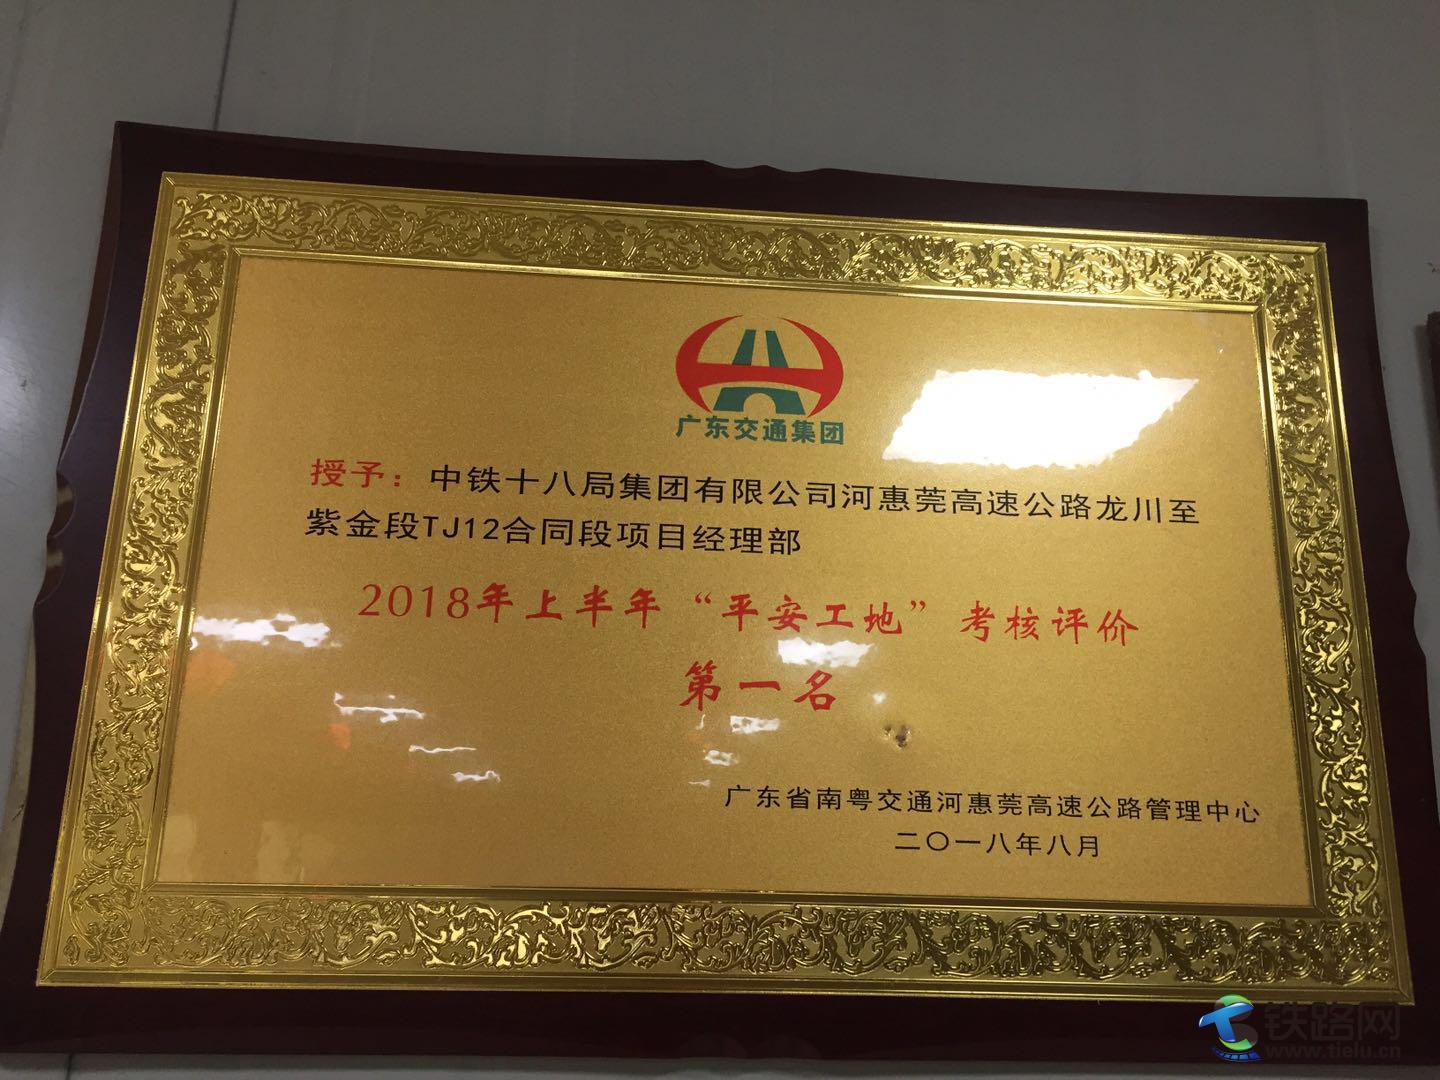 广东交通集团
授予：中铁十八局集团有限公司河惠莞高速公路龙川至
紫金段TJ12合同段项目经理部
2018年上半年“平安工地”考核评价
第一名
广东省南粤交通河惠莞高速公路管理中心
二〇一八年八月
铁路网
www.tielu.cn